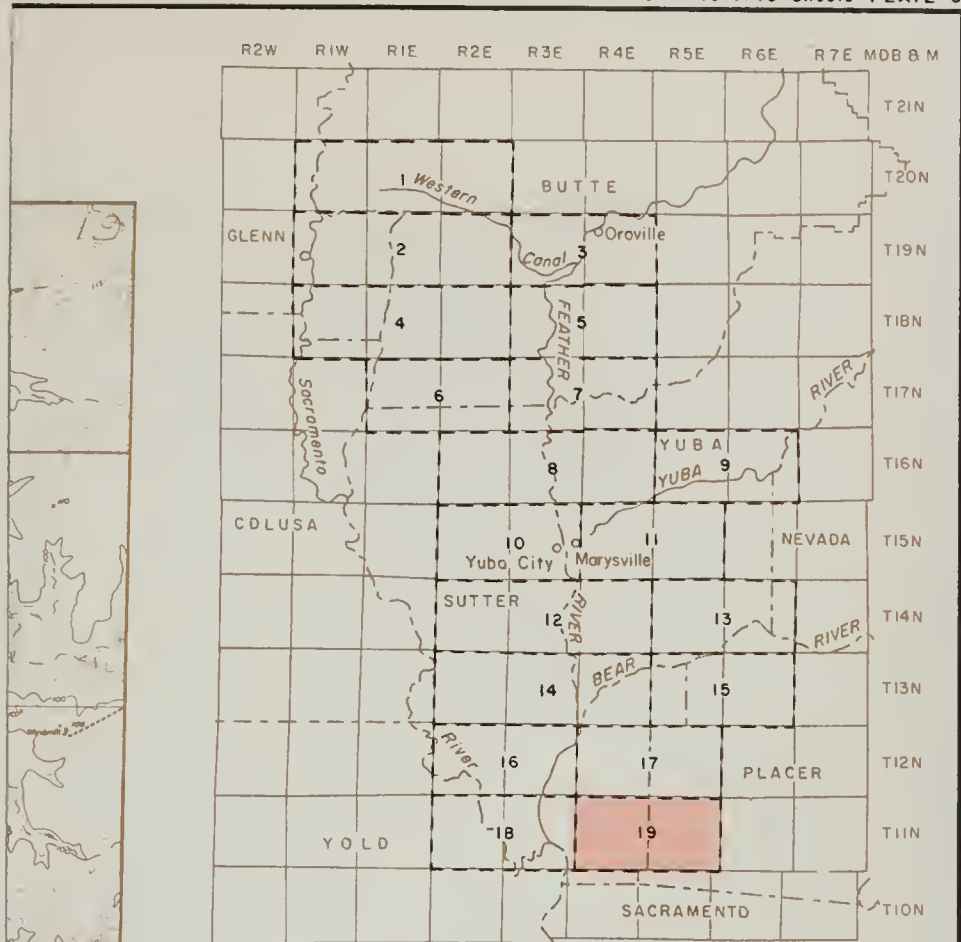 PLATE
R2W R1W R1E R2E R3E R4E R5E R6E R7E MDB & M
T21N
1 Western BUTTE T20N
19
GLENN 2 Canal 3 Oroville T19N
4 FEATHER 5 T18N
Sacramento 6 7 RIVER T17N
8 YUBA YUBA 9 T16N
COLUSA 10 11 NEVADA T15N
Yuba City Marysville
SUTTER 12 RIVER 13 RIVER T14N
14 BEAR 15 T13N
River 16 17 PLACER T12N
YOLO 18 19 T11N
SACRAMENTO T10N